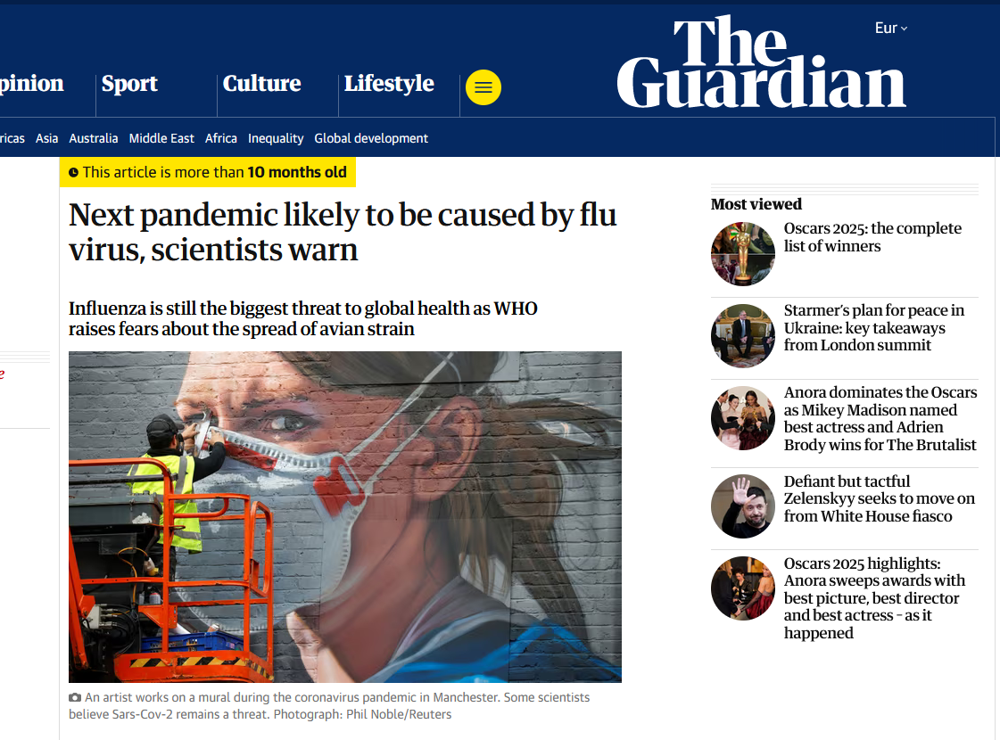 The
Guardian
Eur
pinion Sport Culture Lifestyle
ricas Asia Australia Middle East Africa Inequality Global development
This article is more than 10 months old
Next pandemic likely to be caused by flu
virus, scientists warn
Influenza is still the biggest threat to global health as WHO
raises fears about the spread of avian strain
e
An artist works on a mural during the coronavirus pandemic in Manchester. Some scientists
believe Sars-Cov-2 remains a threat. Photograph: Phil Noble/Reuters
Most viewed
Oscars 2025: the complete
list of winners
Starmer’s plan for peace in
Ukraine: key takeaways
from London summit
Anora dominates the Oscars
as Mikey Madison named
best actress and Adrien
Brody wins for The Brutalist
Defiant but tactful
Zelenskyy seeks to move on
from White House fiasco
Oscars 2025 highlights:
Anora sweeps awards with
best picture, best director
and best actress – as it
happened